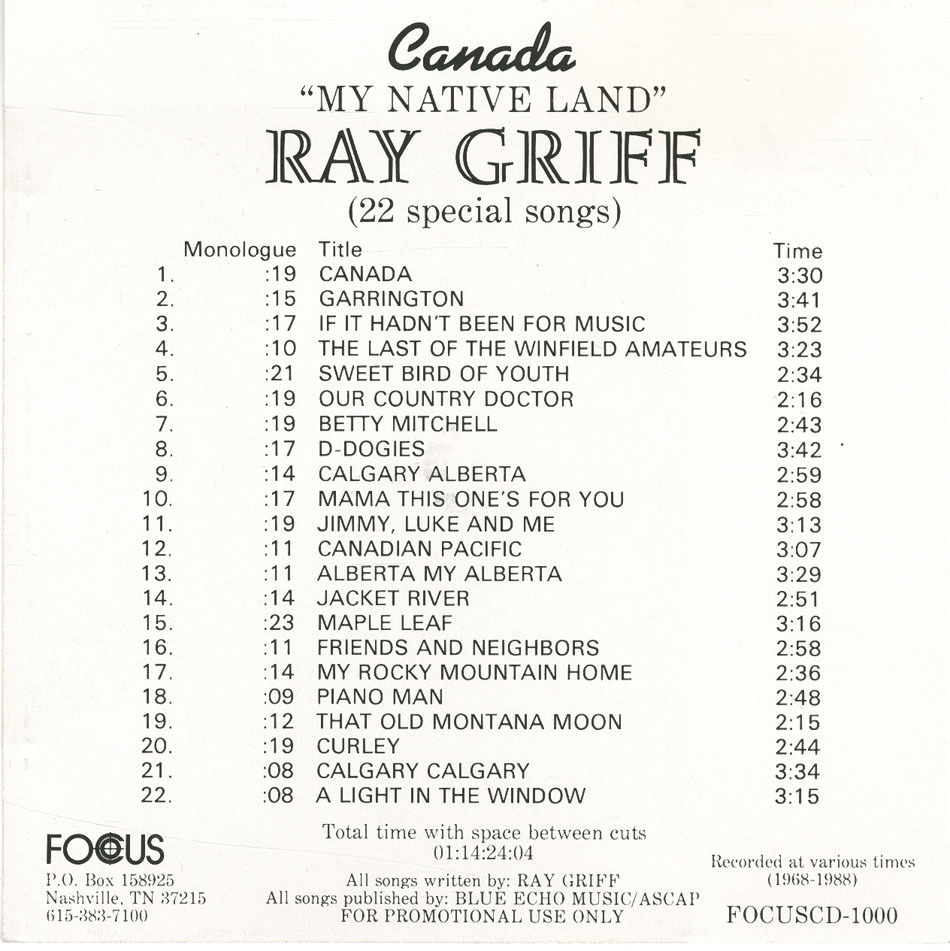 Canada
“MY NATIVE LAND”
RAY GRIFF
(22 special songs)
Monologue Title Time
1. :19 CANADA 3:30
2. :15 GARRINGTON 3:41
3. :17 IF IT HADN'T BEEN FOR MUSIC 3:52
4. :10 THE LAST OF THE WINFIELD AMATEURS 3:23
5. :21 SWEET BIRD OF YOUTH 2:34
6. :19 OUR COUNTRY DOCTOR 2:16
7. :19 BETTY MITCHELL 2:43
8. :17 D-DOGIES 3:42
9. :14 CALGARY ALBERTA 2:59
10. :17 MAMA THIS ONE'S FOR YOU 2:58
11. :19 JIMMY, LUKE AND ME 3:13
12. :11 CANADIAN PACIFIC 3:07
13. :11 ALBERTA MY ALBERTA 3:29
14. :14 JACKET RIVER 2:51
15. :23 MAPLE LEAF 3:16
16. :11 FRIENDS AND NEIGHBORS 2:58
17. :14 MY ROCKY MOUNTAIN HOME 2:36
18. :09 PIANO MAN 2:48
19. :12 THAT OLD MONTANA MOON 2:15
20. :19 CURLEY 2:44
21. :08 CALGARY CALGARY 3:34
22. :08 A LIGHT IN THE WINDOW 3:15
FOCUS
P.O. Box 158925
Nashville, TN 37215
615-383-7100
Total time with space between cuts
01:14:24:04
All songs written by: RAY GRIFF
All songs published by: BLUE ECHO MUSIC/ASCAP
FOR PROMOTIONAL USE ONLY
Recorded at various times
(1968-1988)
FOCUSCD-1000